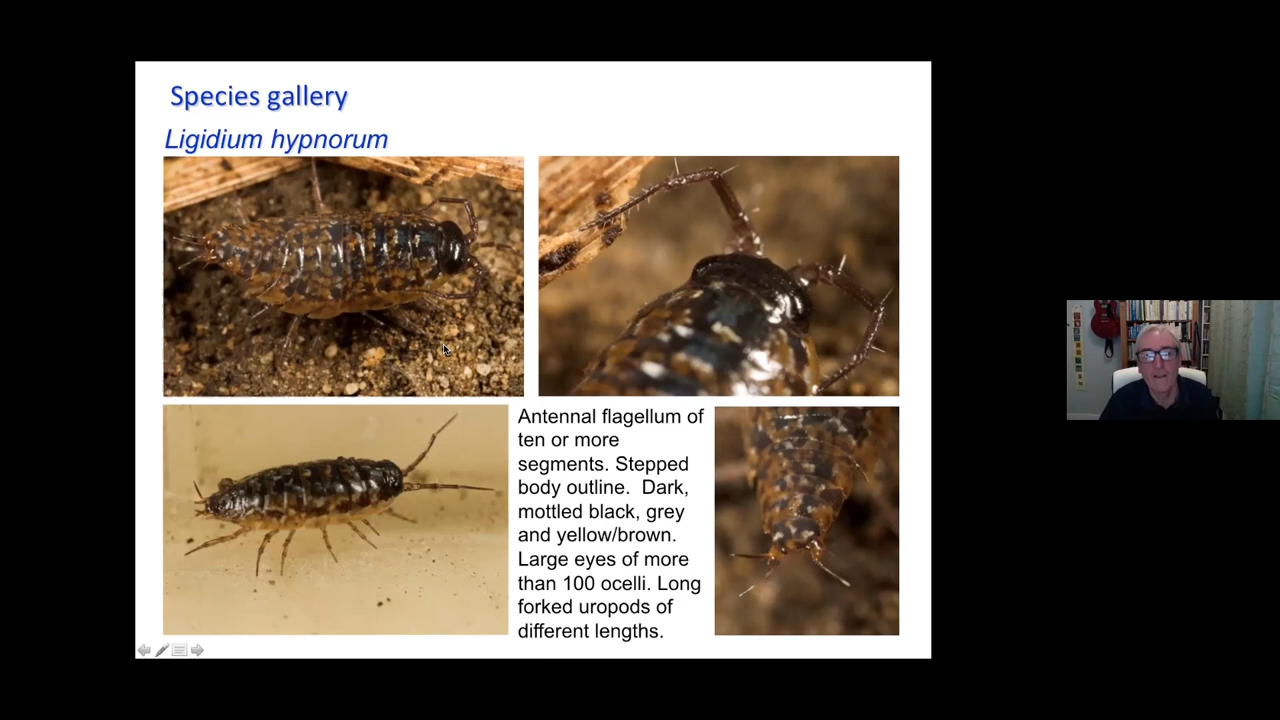 Species gallery
Ligidium hypnorum
Antennal flagellum of
ten or more
segments. Stepped
body outline.  Dark,
mottled black, grey
and yellow/brown.
Large eyes of more
than 100 ocelli. Long
forked uropods of
different lengths.